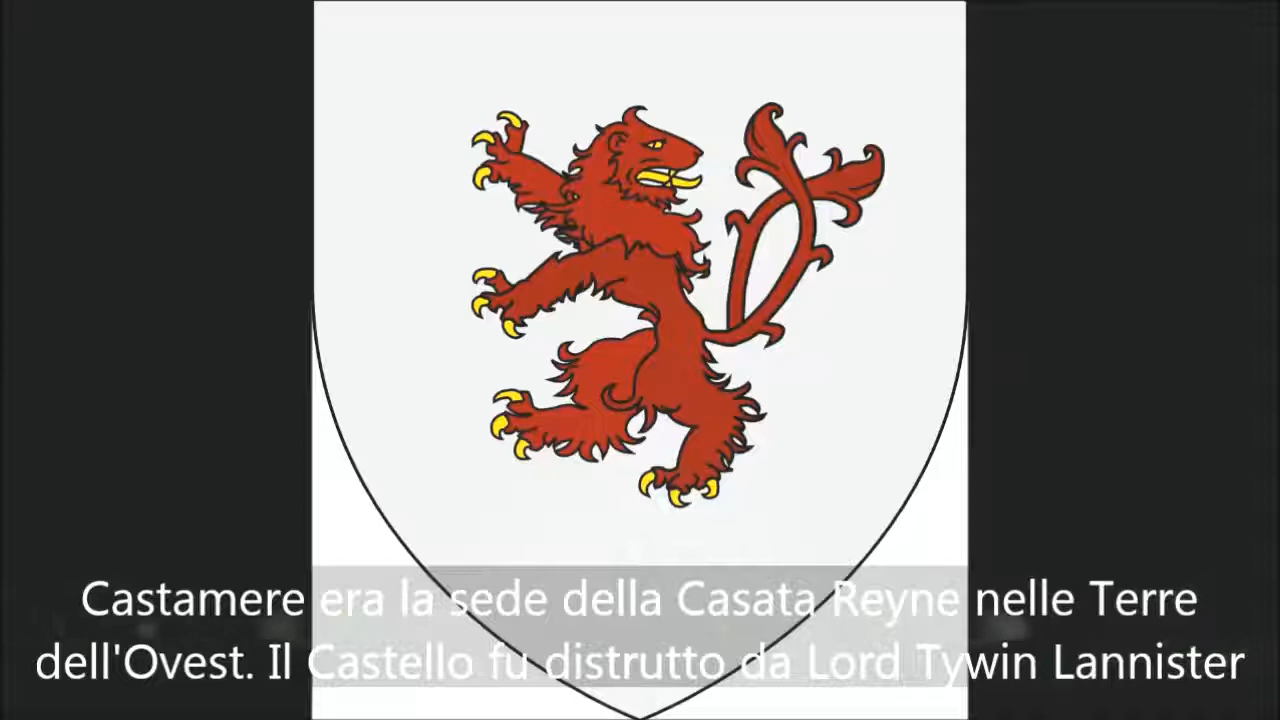 Castamere era la sede della Casata Reyne nelle Terre
dell'Ovest. Il Castello fu distrutto da Lord Tywin Lannister